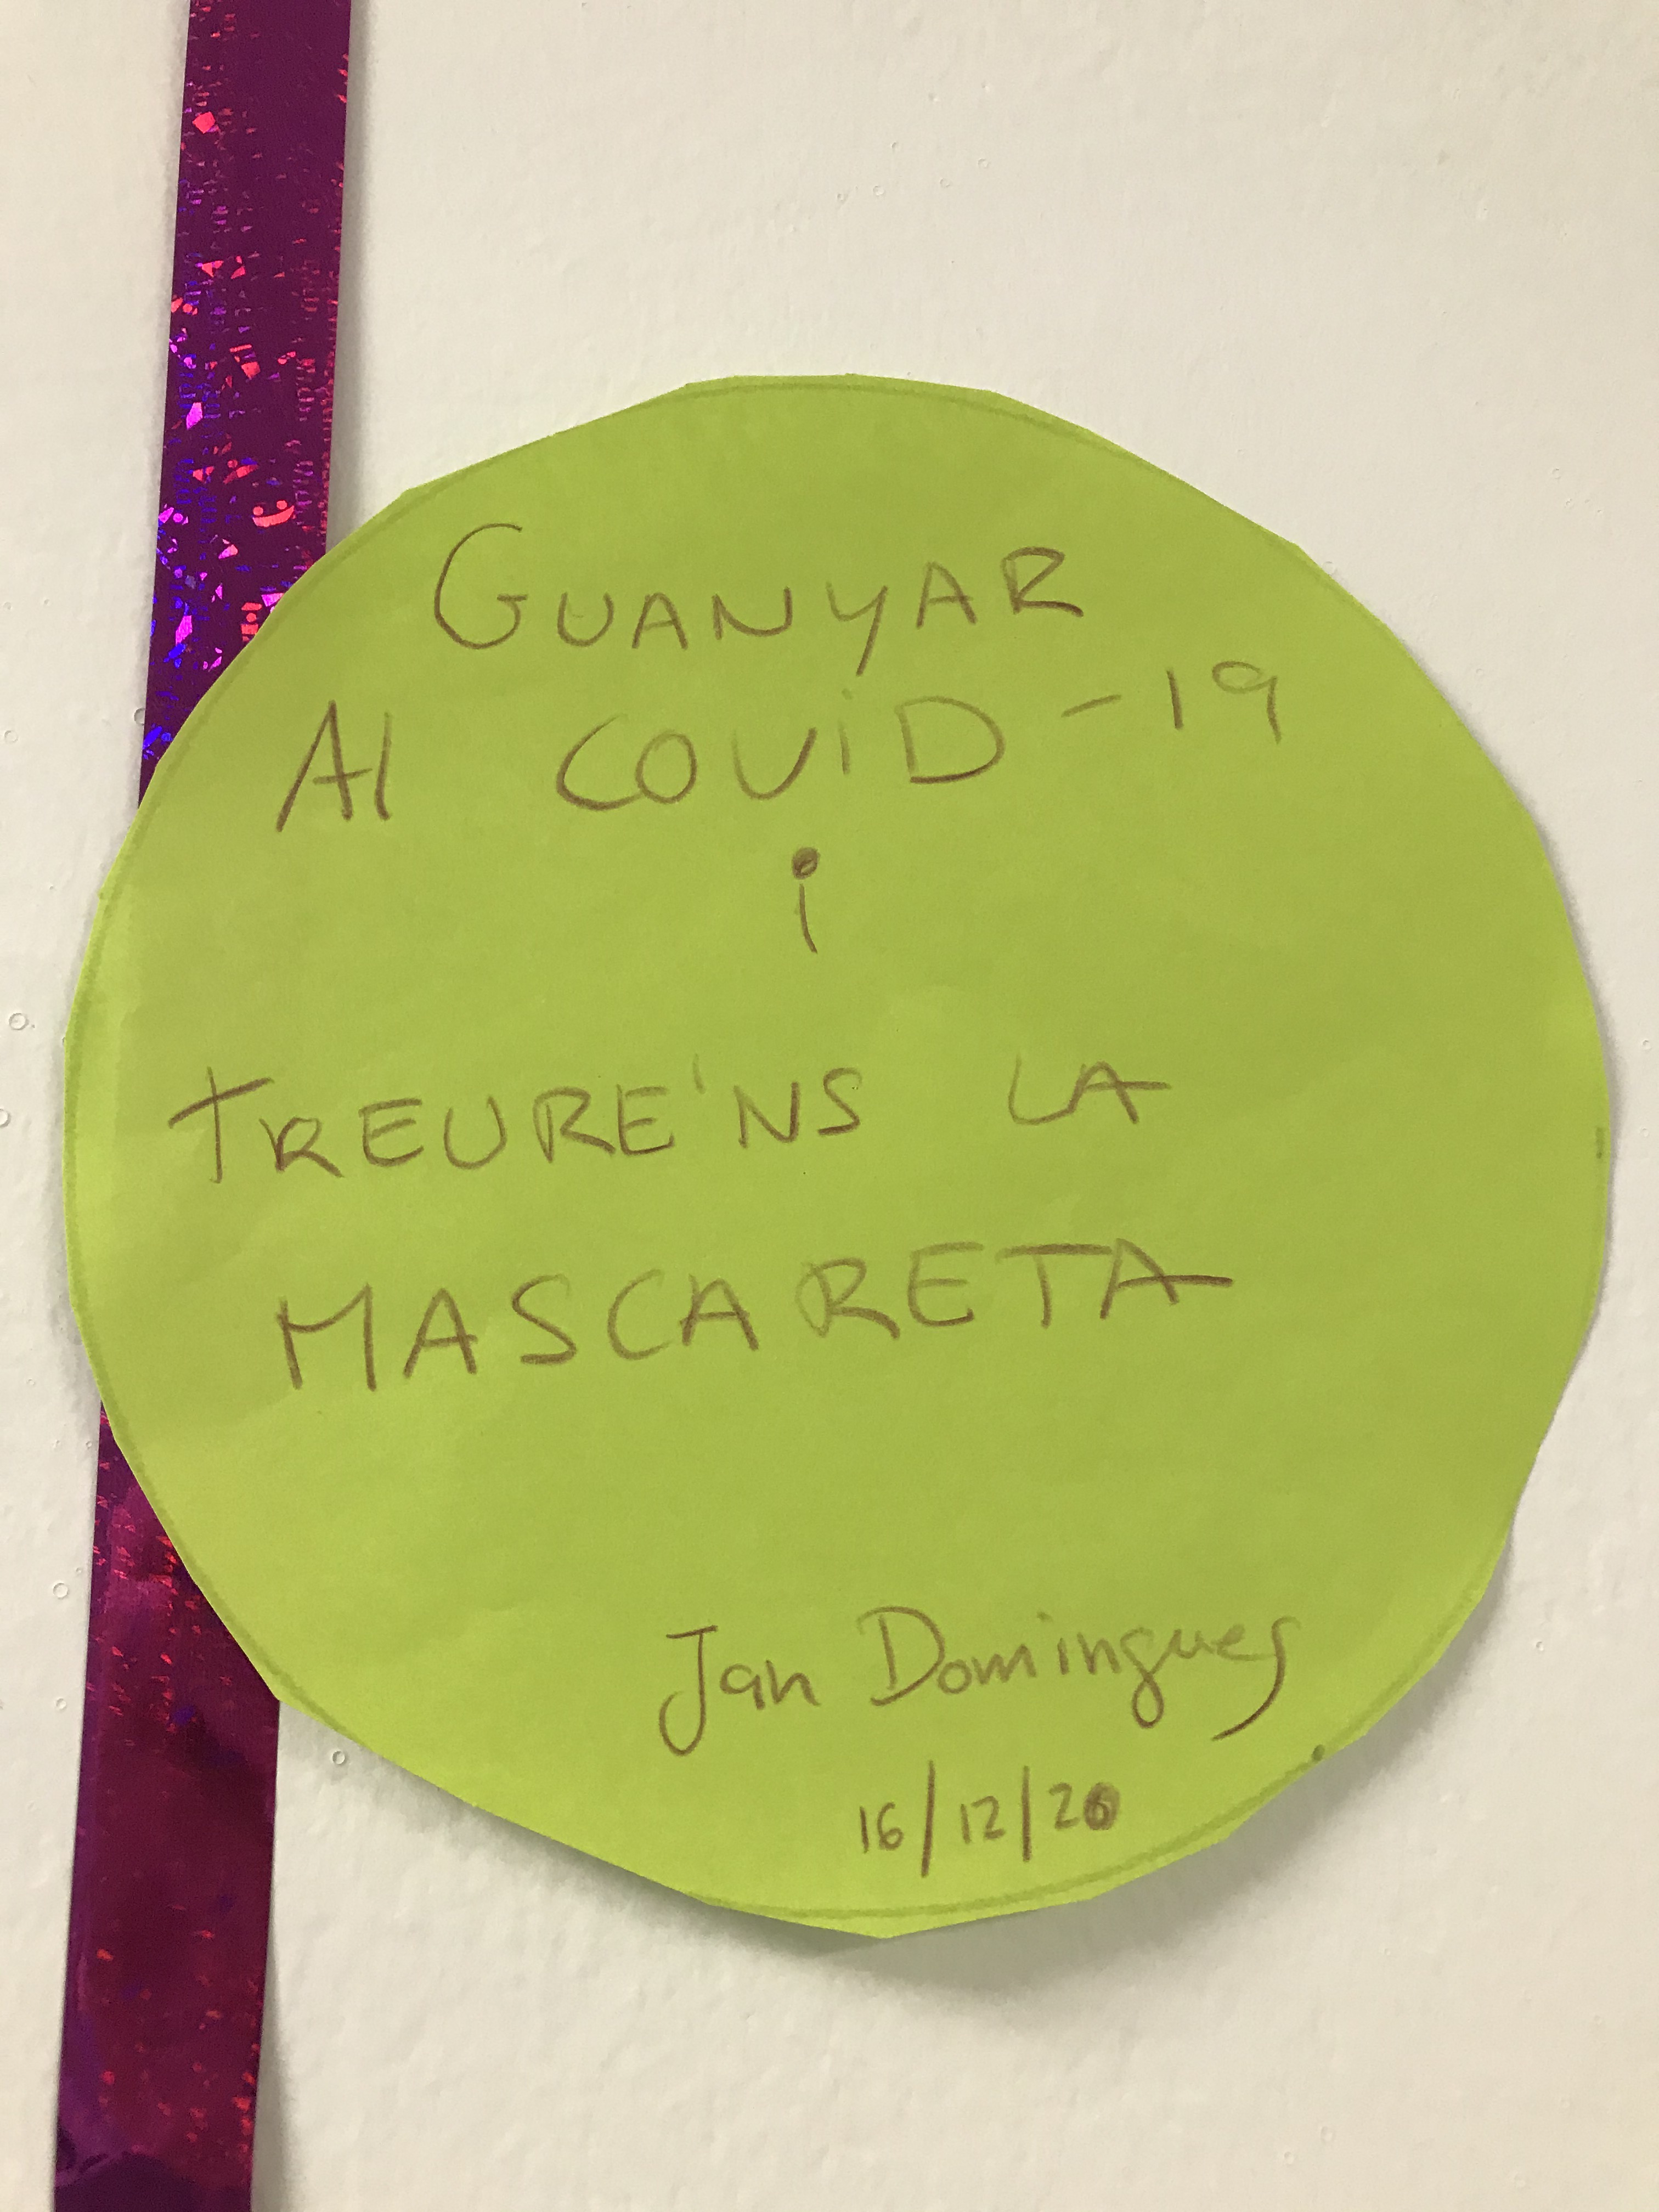 GUANYAR
Al COViD-19
i
TREURE'NS LA
MASCARETA
Jan Domingues
16/12/20